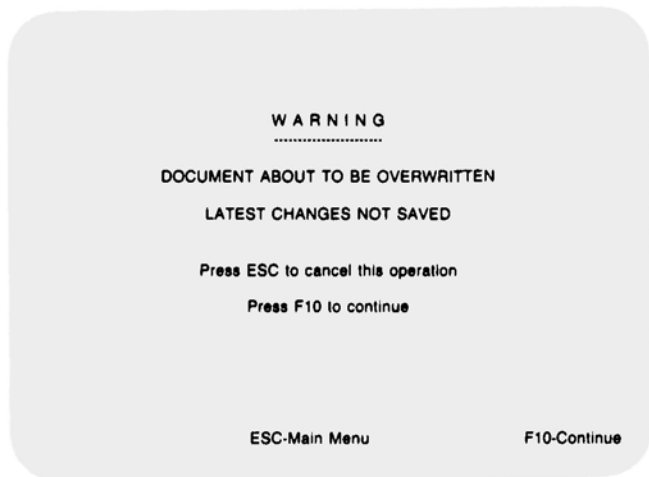 WARNING
----------------------
DOCUMENT ABOUT TO BE OVERWRITTEN
LATEST CHANGES NOT SAVED
Press ESC to cancel this operation
Press F10 to continue
ESC-Main Menu F10-Continue